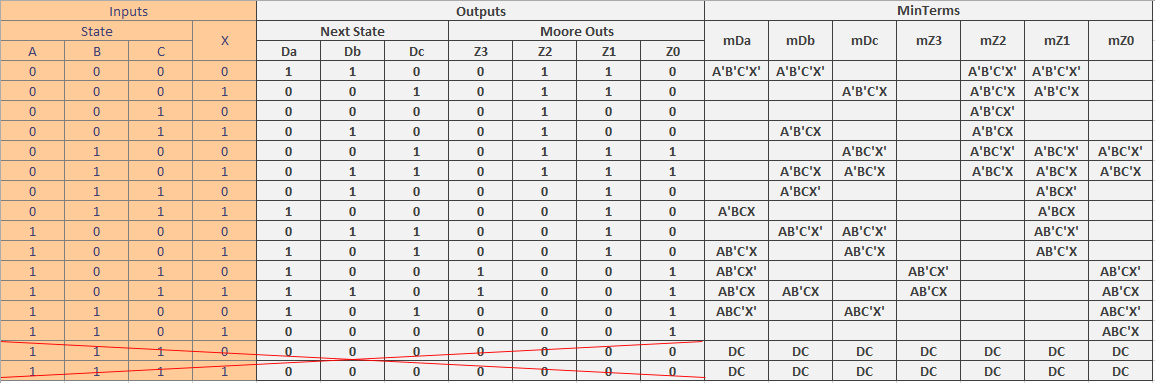 Inputs Outputs MinTerms
State X Next State Moore Outs mDa mDb mDc mZ3 mZ2 mZ1 mZ0
A B C Da Db Dc Z3 Z2 Z1 Z0
0 0 0 0 1 1 0 0 1 1 0 A'B'C'X' A'B'C'X' A'B'C'X' A'B'C'X'
0 0 0 1 0 0 1 0 1 1 0 A'B'C'X A'B'C'X A'B'C'X
0 0 1 0 0 0 0 0 1 0 0 A'B'CX'
0 0 1 1 0 1 0 0 1 0 0 A'B'CX A'B'CX
0 1 0 0 0 0 1 0 1 1 1 A'BC'X' A'BC'X' A'BC'X' A'BC'X'
0 1 0 1 0 1 1 0 1 1 1 A'BC'X A'BC'X A'BC'X A'BC'X A'BC'X
0 1 1 0 0 1 0 0 0 1 0 A'BCX' A'BCX'
0 1 1 1 1 0 0 0 0 1 0 A'BCX A'BCX
1 0 0 0 0 1 1 0 0 1 0 AB'C'X' AB'C'X' AB'C'X'
1 0 0 1 1 0 1 0 0 1 0 AB'C'X AB'C'X AB'C'X
1 0 1 0 1 0 0 1 0 0 1 AB'CX' AB'CX' AB'CX'
1 0 1 1 1 1 0 1 0 0 1 AB'CX AB'CX AB'CX AB'CX
1 1 0 0 1 0 1 0 0 0 1 ABC'X' ABC'X' ABC'X'
1 1 0 1 0 0 0 0 0 0 1 ABC'X
1 1 1 0 0 0 0 0 0 0 0 DC DC DC DC DC DC DC
1 1 1 1 0 0 0 0 0 0 0 DC DC DC DC DC DC DC